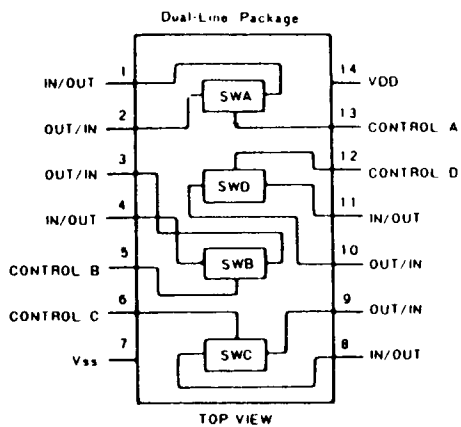 Dual-Line Package
1
IN/OUT
2
OUT/IN
3
OUT/IN
4
IN/OUT
5
CONTROL B
6
CONTROL C
7
Vss
SWA
SWD
SWB
SWC
14
VDD
13
CONTROL A
12
CONTROL D
11
IN/OUT
10
OUT/IN
9
OUT/IN
8
IN/OUT
TOP VIEW